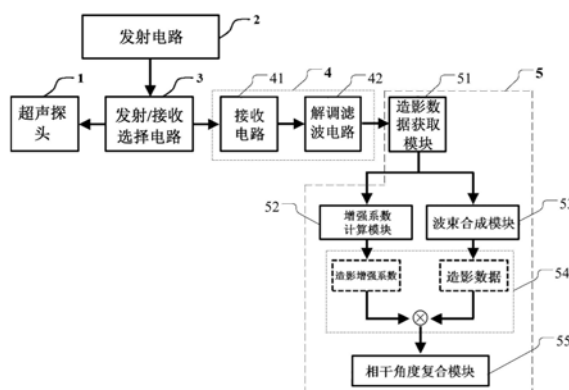 发射电路
2
1
3
41
4
42
51
5
超声探
头
发射/接收
选择电路
接收
电路
解调滤
波电路
造影数
据获取
模块
52
增强系数
计算模块
波束合成模块
53
造影增强系数
造影数据
54
相干角度复合模块
55